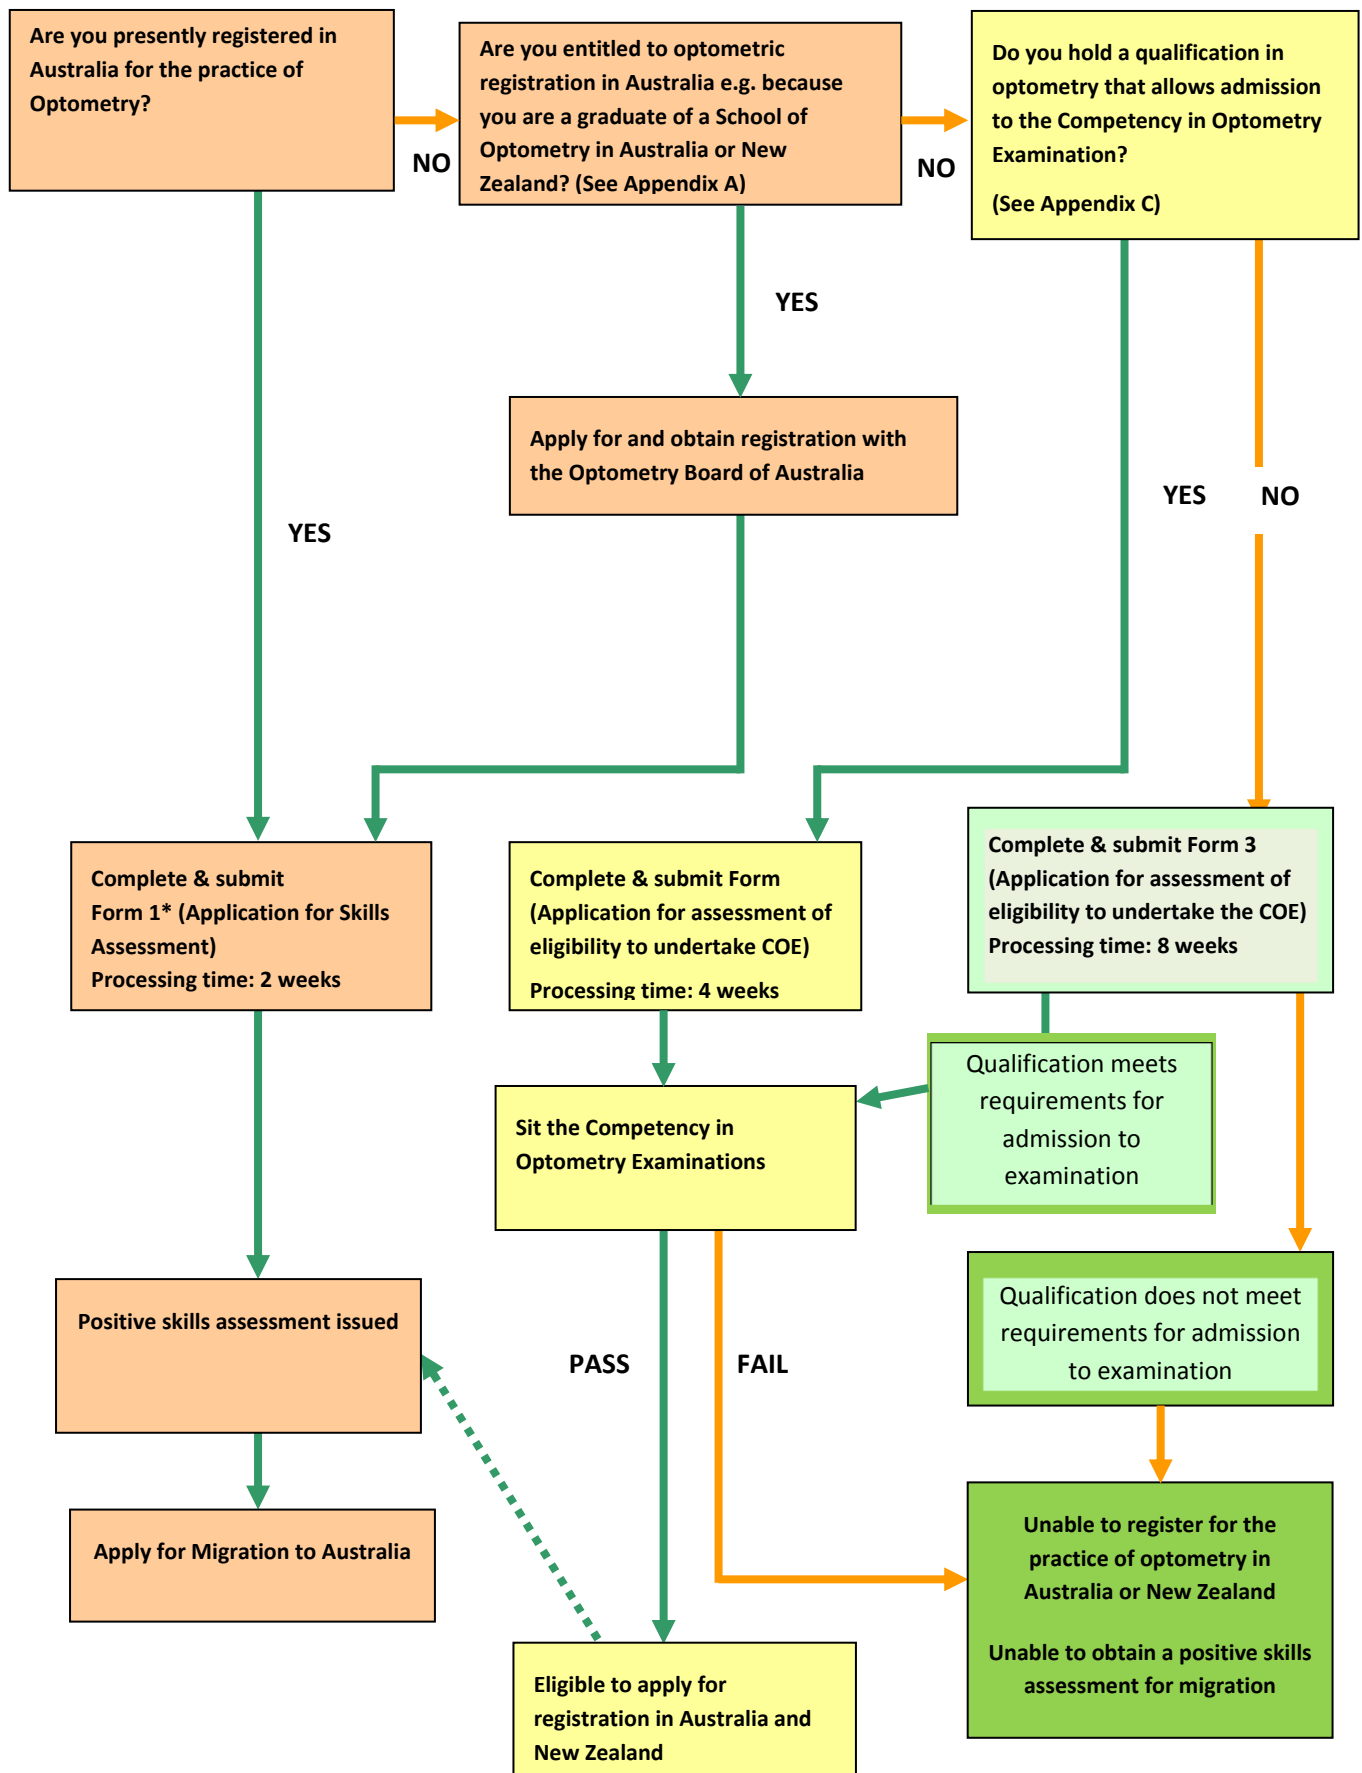 Are you presently registered in
Australia for the practice of
Optometry?
NO
Are you entitled to optometric
registration in Australia e.g. because
you are a graduate of a School of
Optometry in Australia or New
Zealand? (See Appendix A)
NO
Do you hold a qualification in
optometry that allows admission
to the Competency in Optometry
Examination?
(See Appendix C)
YES
Apply for and obtain registration with
the Optometry Board of Australia
YES
YES
NO
Complete & submit
Form 1* (Application for Skills
Assessment)
Processing time: 2 weeks
Complete & submit Form
(Application for assessment of
eligibility to undertake COE)
Processing time: 4 weeks
Complete & submit Form 3
(Application for assessment of
eligibility to undertake the COE)
Processing time: 8 weeks
Qualification meets
requirements for
admission to
examination
Sit the Competency in
Optometry Examinations
Positive skills assessment issued
PASS
FAIL
Qualification does not meet
requirements for admission
to examination
Apply for Migration to Australia
Unable to register for the
practice of optometry in
Australia or New Zealand
Unable to obtain a positive skills
assessment for migration
Eligible to apply for
registration in Australia and
New Zealand